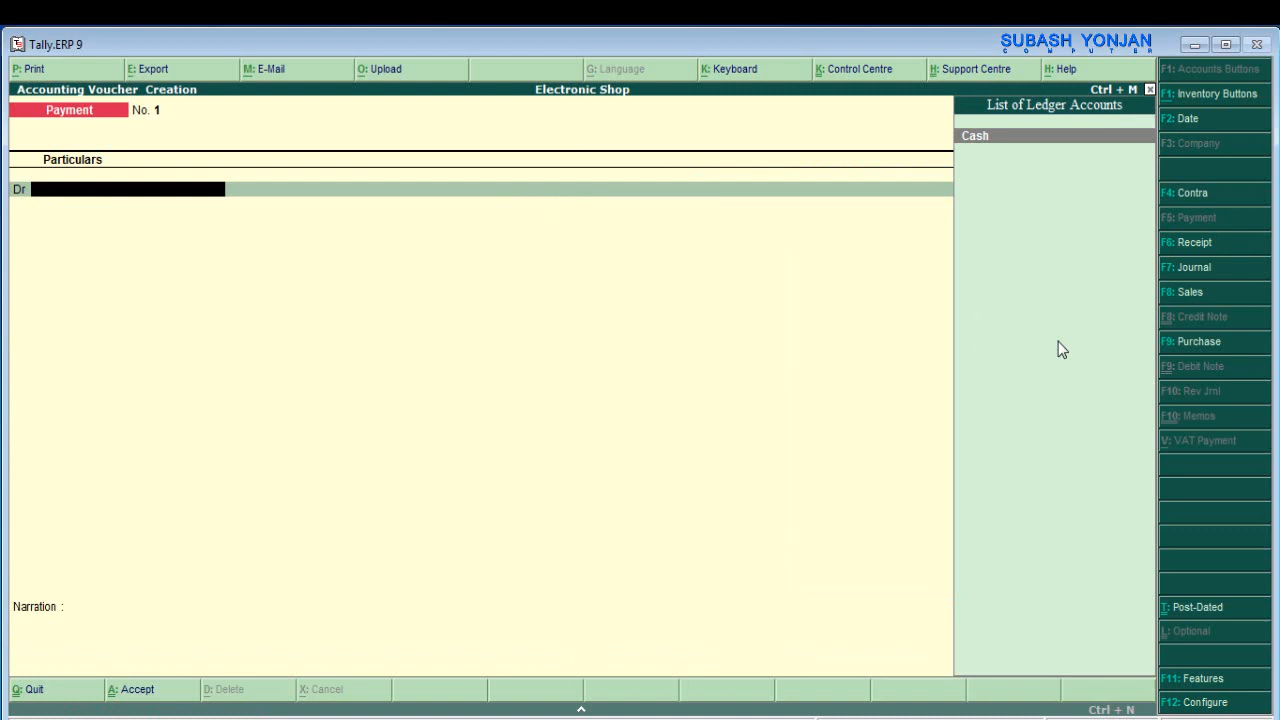 Tally.ERP 9
SUBASH YONJAN
COMPUTER
P: Print
E: Export
M: E-Mail
O: Upload
G: Language
K: Keyboard
K: Control Centre
H: Support Centre
H: Help
Accounting Voucher Creation
Electronic Shop
Ctrl + M
Payment No. 1
Particulars
Dr
Narration :
List of Ledger Accounts
Cash
F1: Accounts Buttons
F1: Inventory Buttons
F2: Date
F3: Company
F4: Contra
F5: Payment
F6: Receipt
F7: Journal
F8: Sales
F8: Credit Note
F9: Purchase
F9: Debit Note
F10: Rev Jrnl
F10: Memos
V: VAT Payment
T: Post-Dated
L: Optional
F11: Features
F12: Configure
Q: Quit
A: Accept
D: Delete
X: Cancel
Ctrl + N